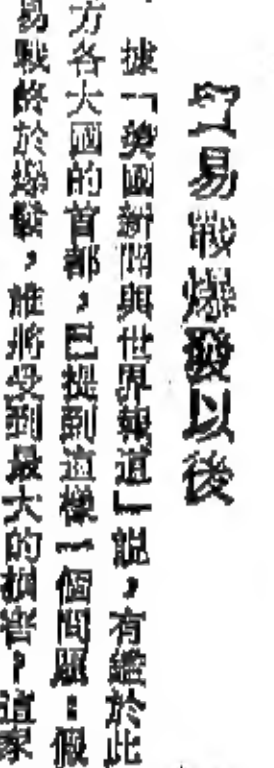 貿易戰爆發以後
據「美國新聞與世界報道」說，有鑑於此
方各大國的首都，已提到這樣一個問題：假
易戰終於爆發，誰將受到最大的損害？這家